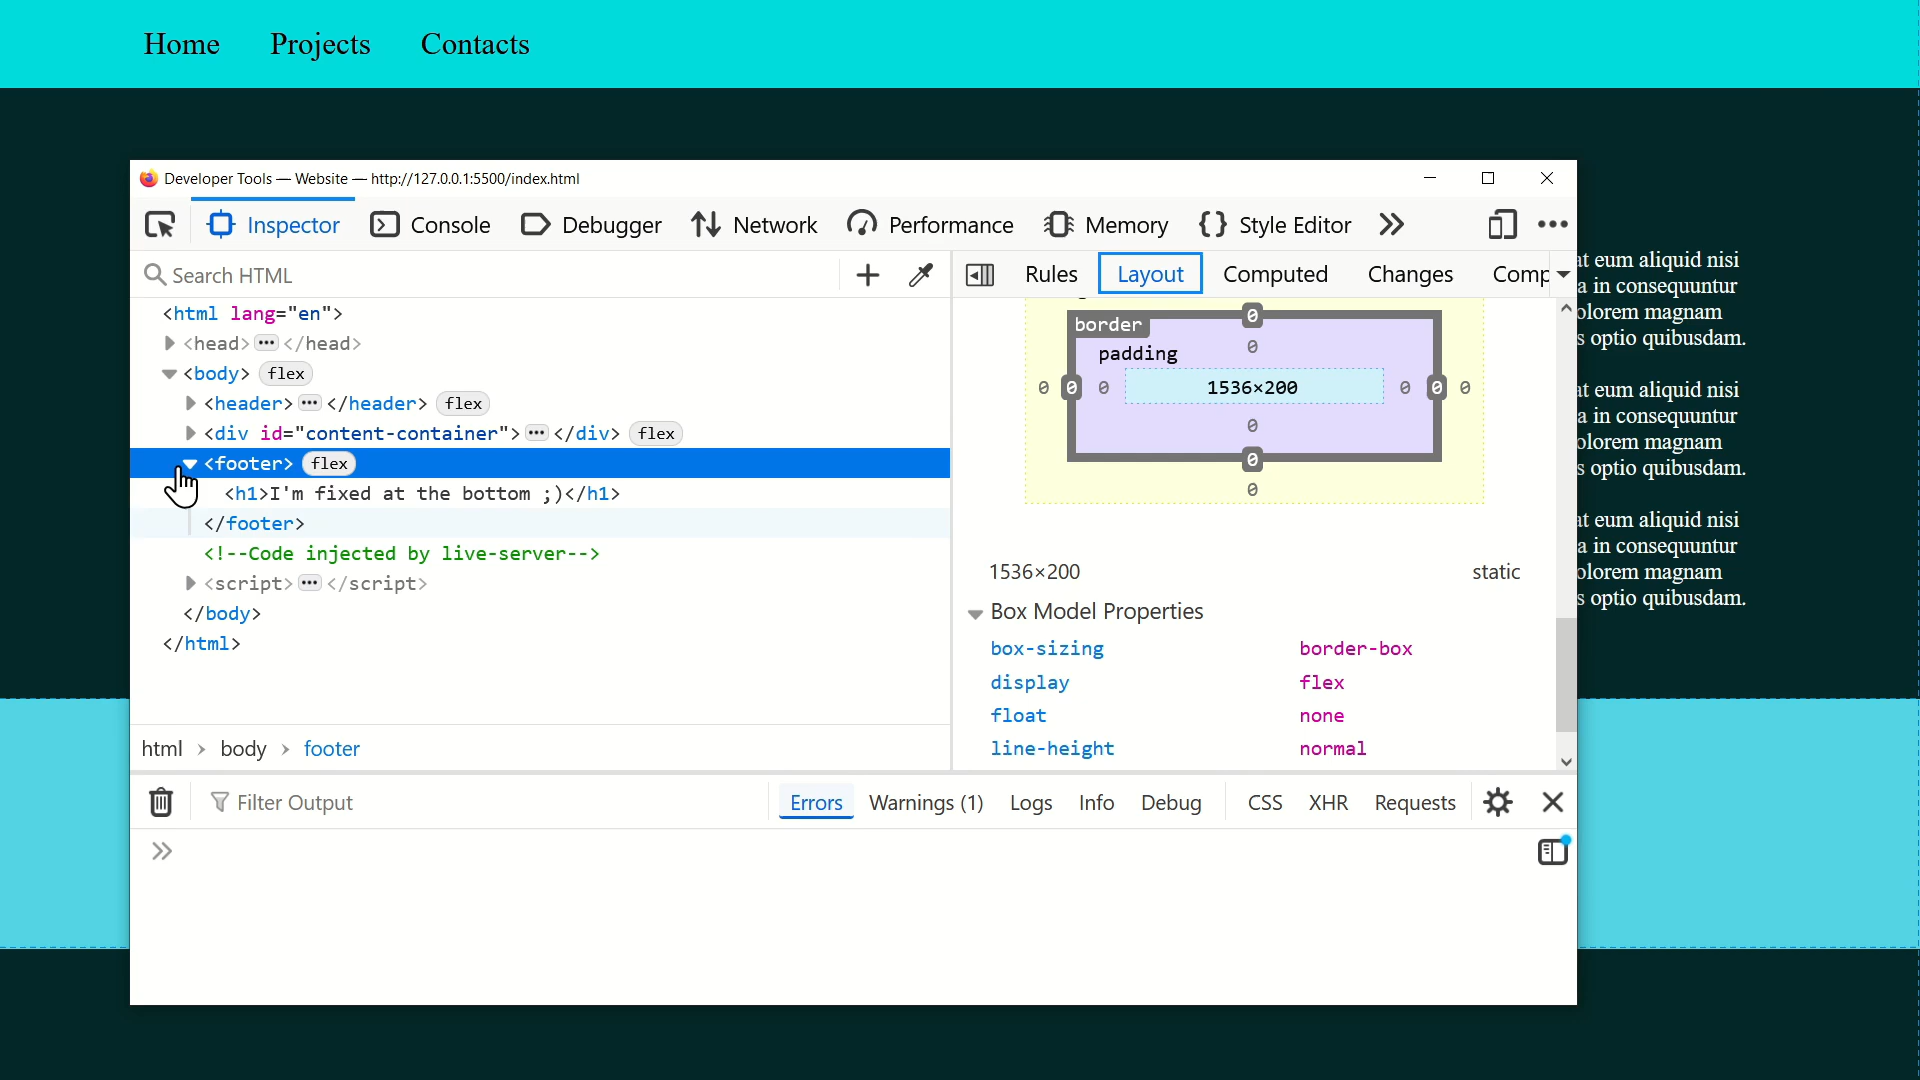 Home Projects Contacts
Developer Tools — Website — http://127.0.0.1:5500/index.html
Inspector Console Debugger Network Performance Memory Style Editor
Search HTML
Rules Layout Computed Changes Comp
<html lang="en">
<head> ••• </head>
<body> flex
<header> ••• </header> flex
<div id="content-container"> ••• </div> flex
<footer> flex
<h1>I'm fixed at the bottom ;)</h1>
</footer>
<!--Code injected by live-server-->
<script> ••• </script>
</body>
</html>
html > body > footer
border 0
padding 0
0 0 0 1536×200 0 0 0
0
0
0
1536×200 static
Box Model Properties
box-sizing border-box
display flex
float none
line-height normal
at eum aliquid nisi
a in consequuntur
olorem magnam
s optio quibusdam.
at eum aliquid nisi
a in consequuntur
olorem magnam
s optio quibusdam.
at eum aliquid nisi
a in consequuntur
olorem magnam
s optio quibusdam.
Filter Output Errors Warnings (1) Logs Info Debug CSS XHR Requests